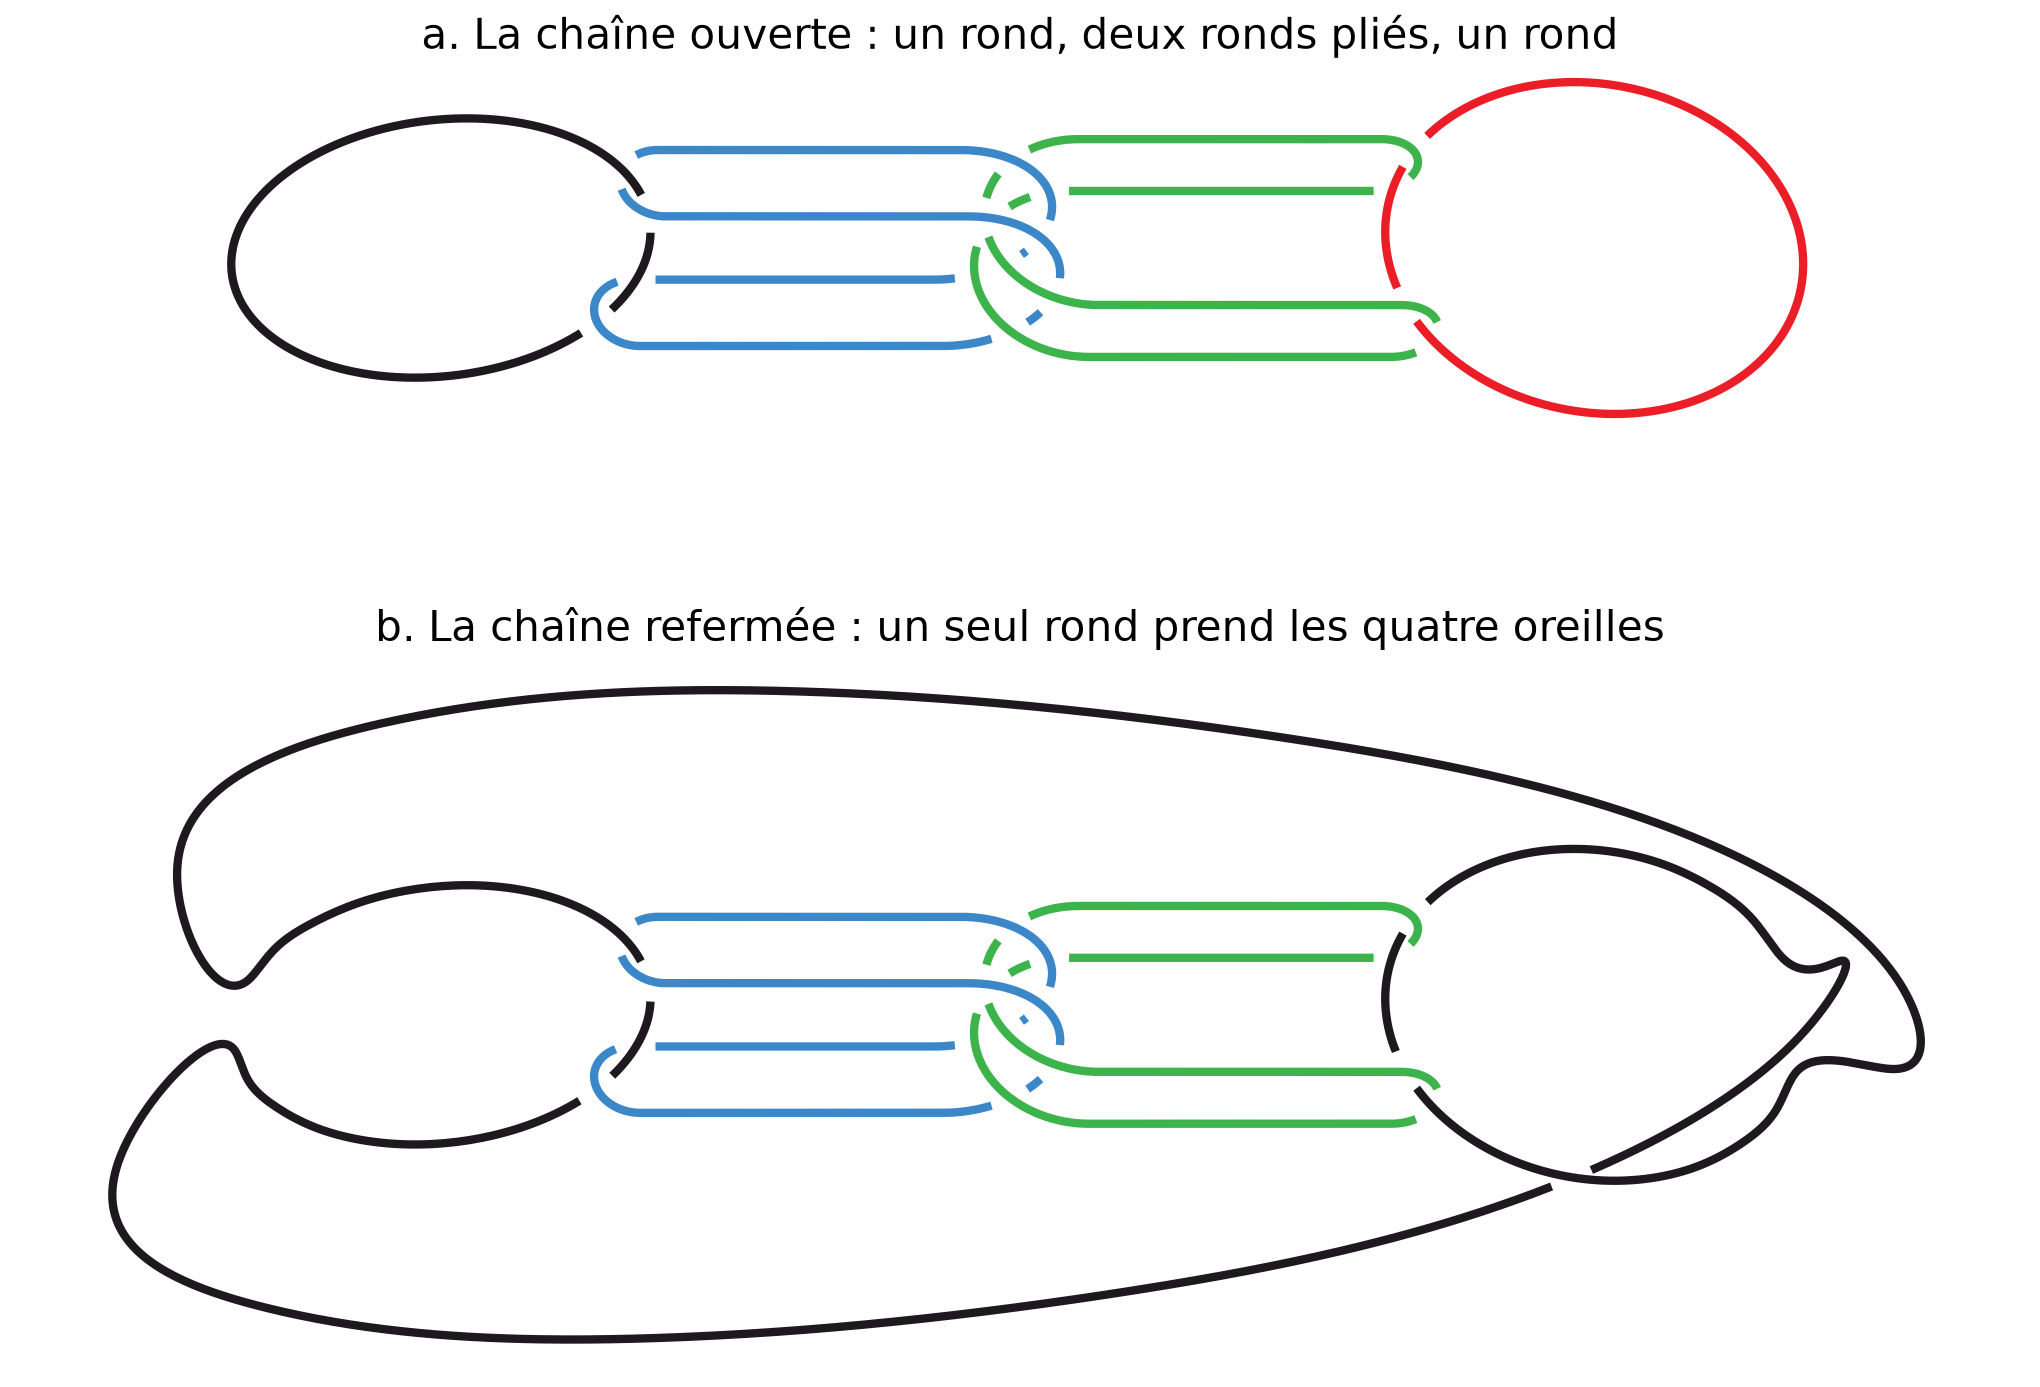 a. La chaîne ouverte : un rond, deux ronds pliés, un rond
b. La chaîne refermée : un seul rond prend les quatre oreilles